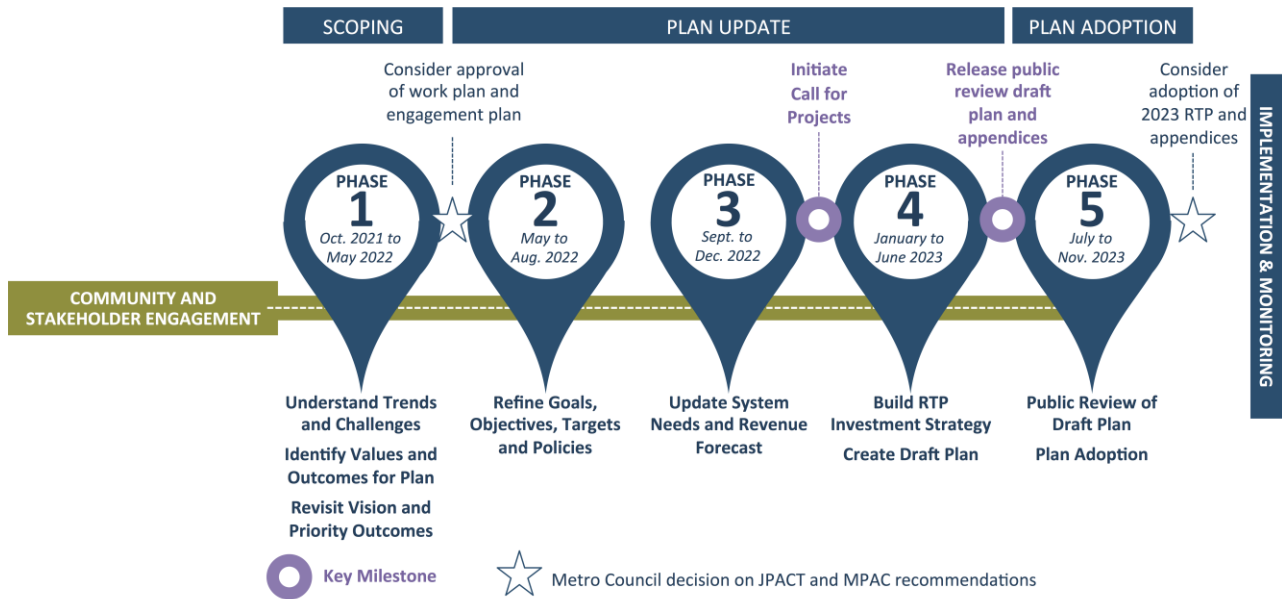 SCOPING
PLAN UPDATE
PLAN ADOPTION
Consider approval
of work plan and
engagement plan
Initiate
Call for
Projects
Release public
review draft
plan and
appendices
Consider
adoption of
2023 RTP and
appendices
PHASE
1
Oct. 2021 to
May 2022
PHASE
2
May to
Aug. 2022
PHASE
3
Sept. to
Dec. 2022
PHASE
4
January to
June 2023
PHASE
5
July to
Nov. 2023
IMPLEMENTATION & MONITORING
COMMUNITY AND
STAKEHOLDER ENGAGEMENT
Understand Trends
and Challenges
Identify Values and
Outcomes for Plan
Revisit Vision and
Priority Outcomes
Refine Goals,
Objectives, Targets
and Policies
Update System
Needs and Revenue
Forecast
Build RTP
Investment Strategy
Create Draft Plan
Public Review of
Draft Plan
Plan Adoption
Key Milestone
Metro Council decision on JPACT and MPAC recommendations